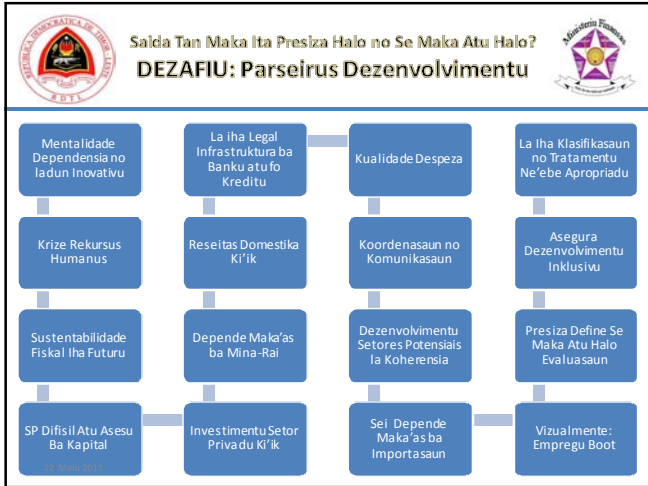 Saida Tan Maka Ita Presiza Halo no Se Maka Atu Halo?
DEZAFIU: Parseirus Dezenvolvimentu
REPUBLICA DEMOCRÁTICA DE TIMOR-LESTE
RDTL
Ministeriu Finansas
Mentalidade
Dependensia no
ladun Inovativu
Krize Rekursus
Humanus
Sustentabilidade
Fiskal Iha Futuru
SP Difisil Atu Asesu
Ba Kapital
Investimentu Setor
Privadu Ki'ik
Depende Maka'as
ba Mina-Rai
Reseitas Domestika
Ki'ik
La iha Legal
Infrastruktura ba
Banku atu fo
Kreditu
Kualidade Despeza
Koordenasaun no
Komunikasaun
Dezenvolvimentu
Setores Potensiais
la Koherensia
Sei Depende
Maka'as ba
Importasaun
Vizualmente:
Empregu Boot
Presiza Define Se
Maka Atu Halo
Evaluasaun
Asegura
Dezenvolvimentu
Inklusivu
La Iha Klasifikasaun
no Tratamentu
Ne'ebe Apropriadu